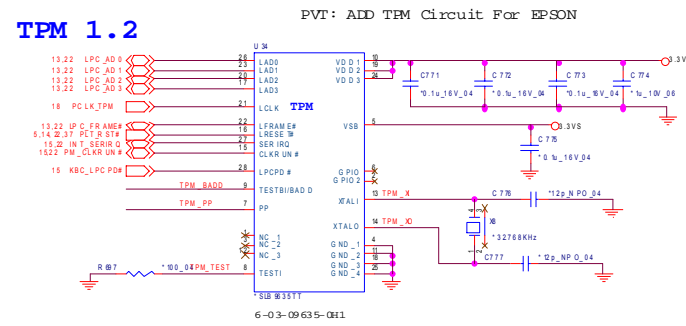 PVT: ADD TPM Circuit For EPSON
TPM 1.2
U34
13,22 LPC_AD0 26 LAD0 VDD1 10 3.3V
13,22 LPC_AD1 23 LAD1 VDD2 19
13,22 LPC_AD2 20 LAD2 VDD3 24
13,22 LPC_AD3 17 LAD3
C771 C772 C773 C774
*0.1u_16V_04 *0.1u_16V_04 *0.1u_16V_04 *1u_10V_06
18 PCLK_TPM 21 LCLK
TPM
13,22 LPC_FRAME# 22 LFRAME# VSB 5 3.3VS
5,14,22,37 PLT_RST# 16 LRESET#
15,22 INT_SERIRQ 27 SERIRQ
15,22 PM_CLKRUN# 15 CLKRUN#
C775
*0.1u_16V_04
15 KBC_LPCPD# 28 LPCPD#
GPIO 6
GPIO2 2
TPM_BADD 9 TESTBI/BADD
XTALI 13 TPM_XI C776 *12p_NPO_04
TPM_PP 7 PP
XTALO 14 TPM_XO
4 3
X6
*32768KHz
1 2
NC_1
NC_2
NC_3
GND_1 4
GND_2 11
GND_3 18
GND_4 25
C777 *12p_NPO_04
R697 *100_04 TPM_TEST 8 TESTI
*SLB9635TT
6-03-09635-0H1